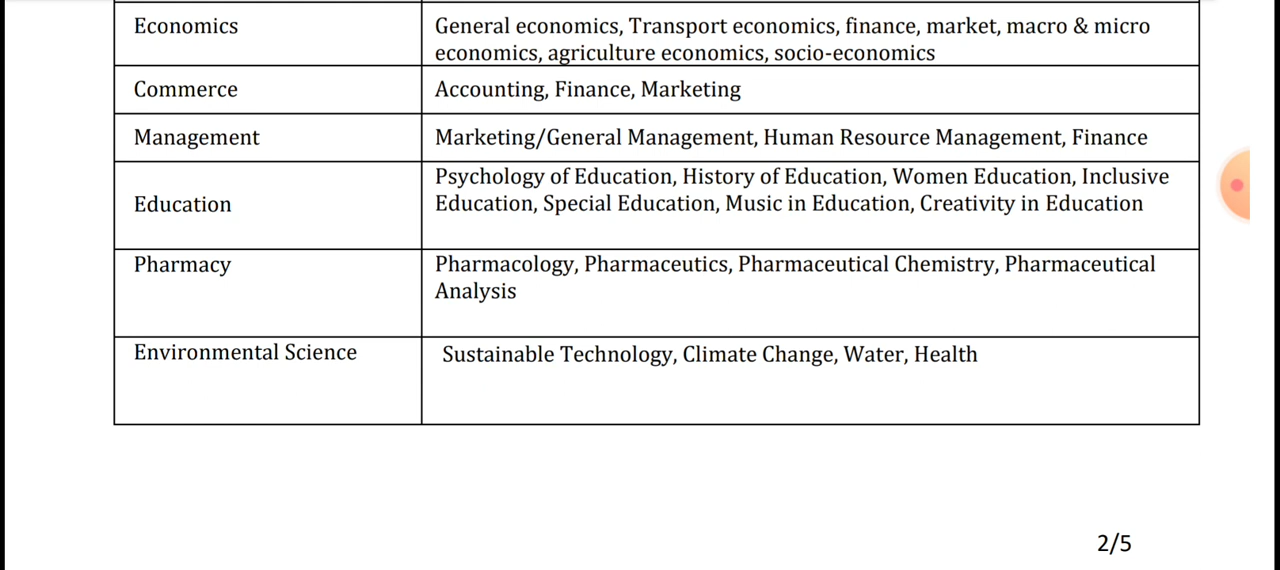 Economics
General economics, Transport economics, finance, market, macro & micro
economics, agriculture economics, socio-economics
Commerce
Accounting, Finance, Marketing
Management
Marketing/General Management, Human Resource Management, Finance
Education
Psychology of Education, History of Education, Women Education, Inclusive
Education, Special Education, Music in Education, Creativity in Education
Pharmacy
Pharmacology, Pharmaceutics, Pharmaceutical Chemistry, Pharmaceutical
Analysis
Environmental Science
Sustainable Technology, Climate Change, Water, Health
2/5